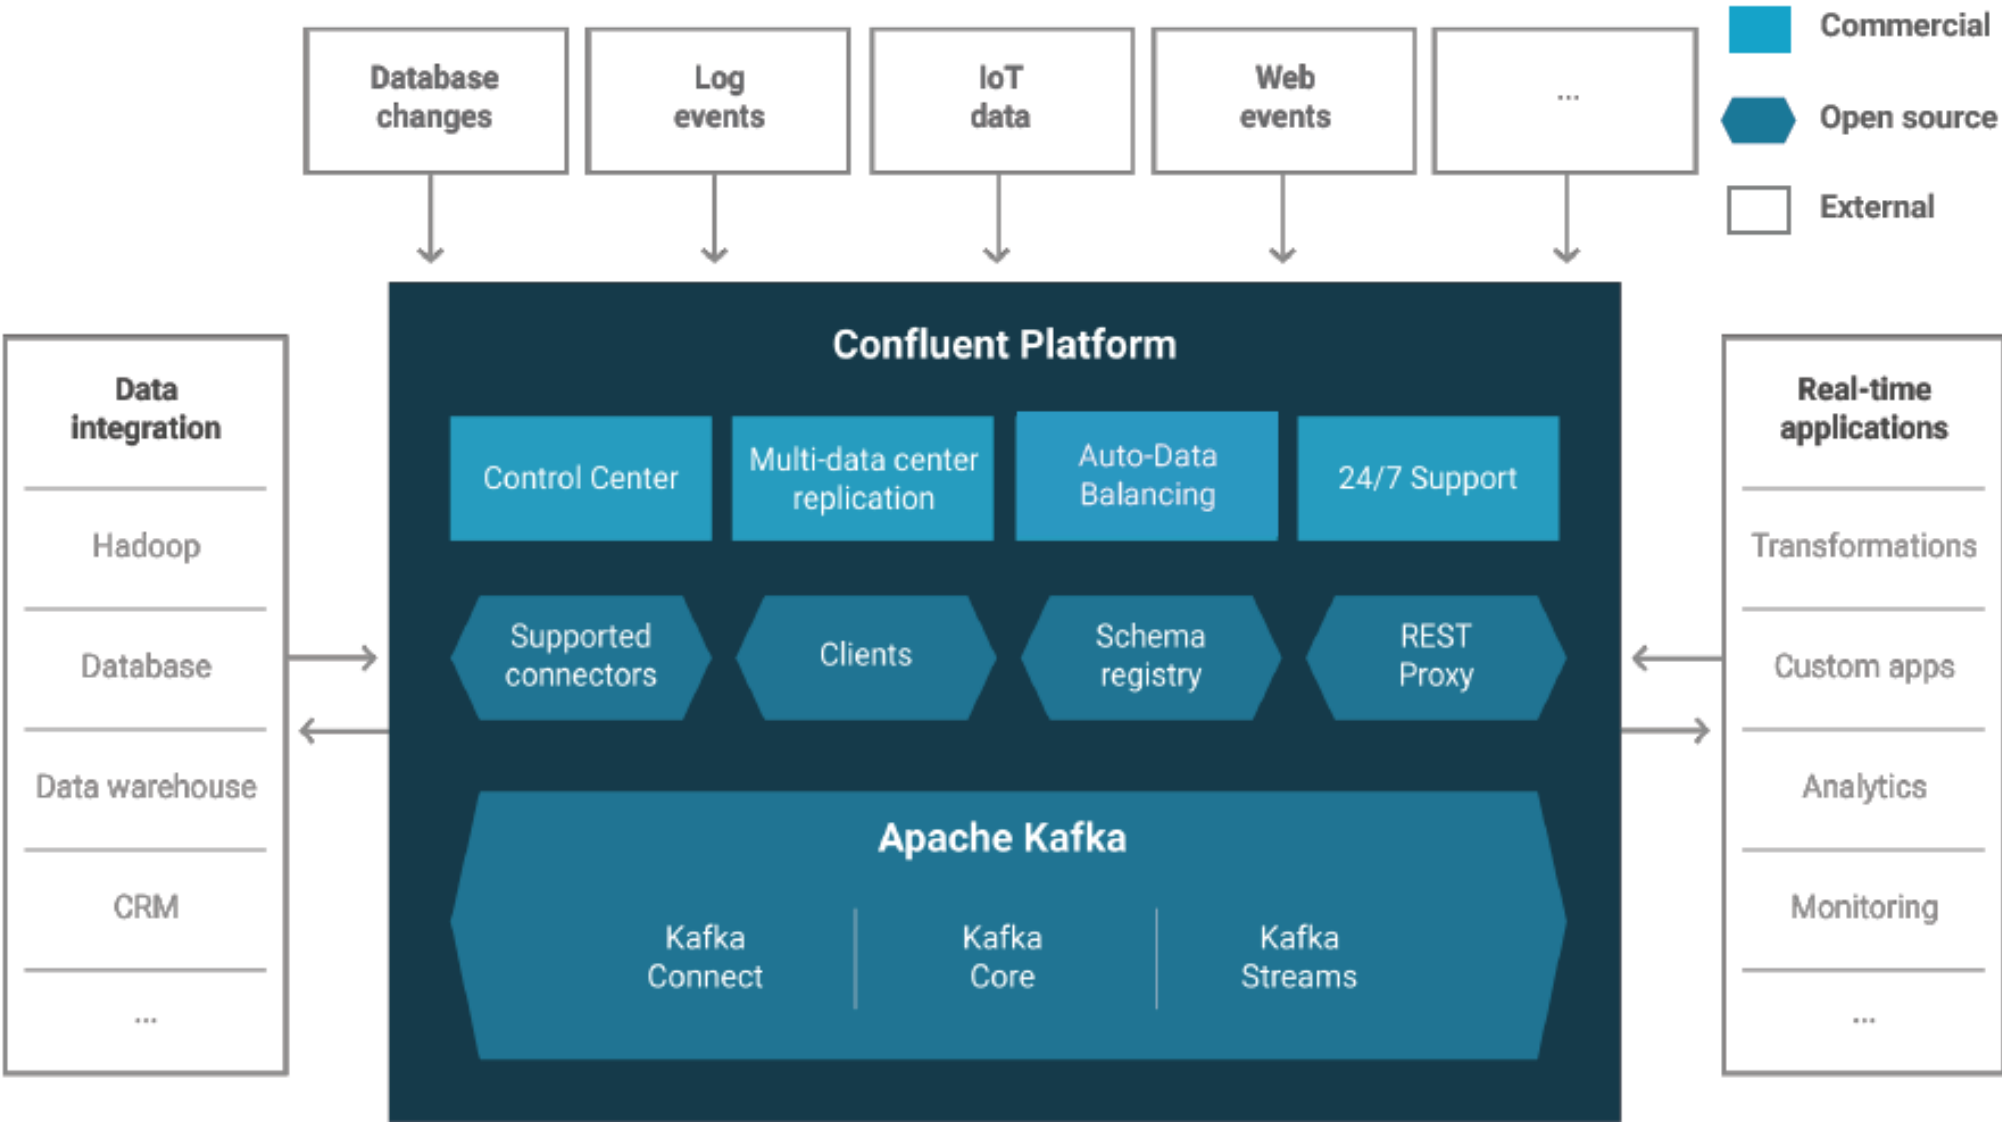 Database
changes
Log
events
IoT
data
Web
events
...
Commercial
Open source
External
Data
integration
Hadoop
Database
Data warehouse
CRM
...
Confluent Platform
Control Center
Multi-data center
replication
Auto-Data
Balancing
24/7 Support
Supported
connectors
Clients
Schema
registry
REST
Proxy
Apache Kafka
Kafka
Connect
Kafka
Core
Kafka
Streams
Real-time
applications
Transformations
Custom apps
Analytics
Monitoring
...